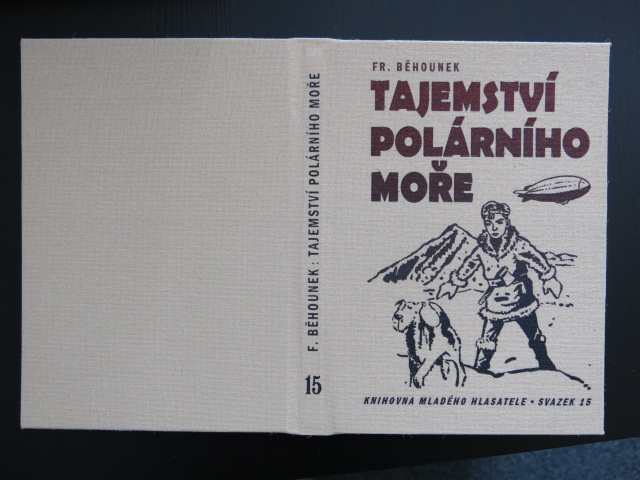 F. BĚHOUNEK : TAJEMSTVÍ POLÁRNÍHO MOŘE
15
FR. BĚHOUNEK
TAJEMSTVÍ
POLÁRNÍHO
MOŘE
KNIHOVNA MLADÉHO HLASATELE • SVAZEK 15